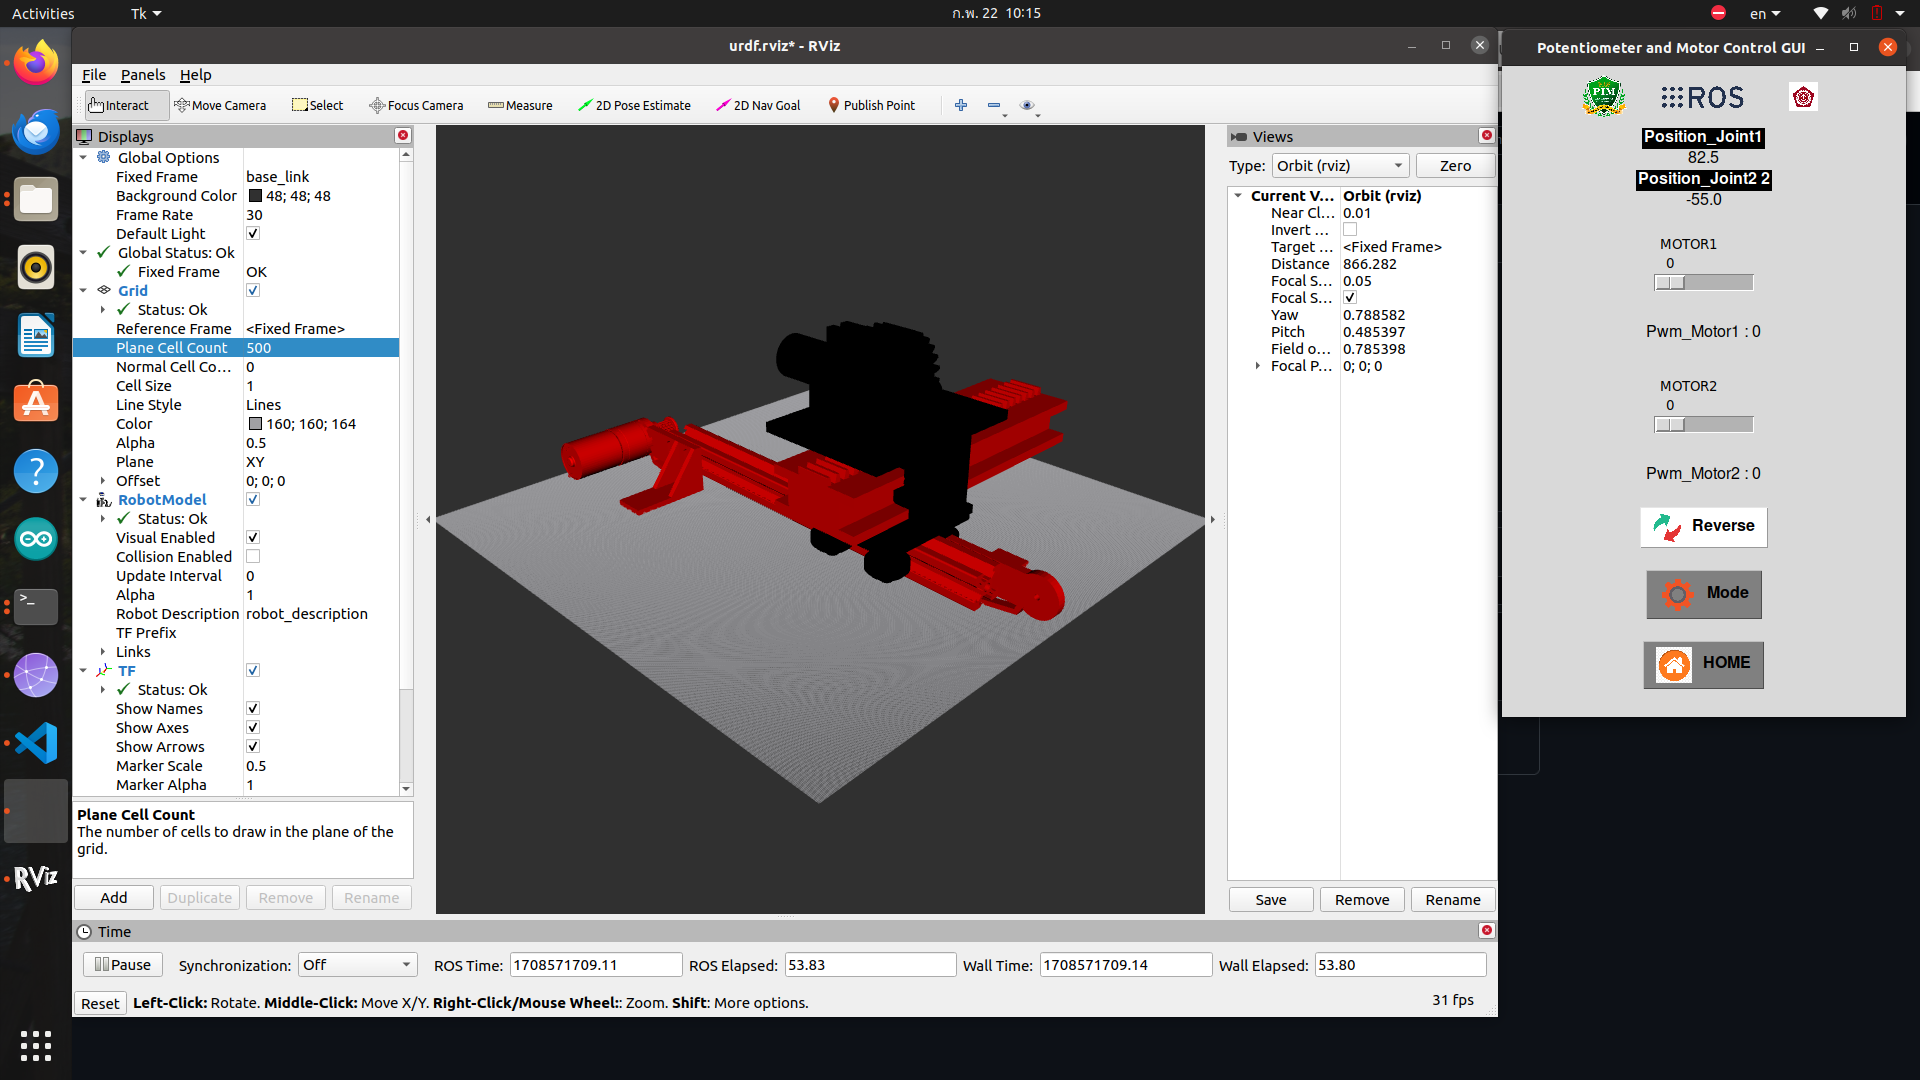 Activities
Tk
ก.พ. 22 10:15
en
urdf.rviz* - RViz
File Panels Help
Interact Move Camera Select Focus Camera Measure 2D Pose Estimate 2D Nav Goal Publish Point
Displays
Global Options
Fixed Frame base_link
Background Color 48; 48; 48
Frame Rate 30
Default Light
Global Status: Ok
Fixed Frame OK
Grid
Status: Ok
Reference Frame <Fixed Frame>
Plane Cell Count 500
Normal Cell Co... 0
Cell Size 1
Line Style Lines
Color 160; 160; 164
Alpha 0.5
Plane XY
Offset 0; 0; 0
RobotModel
Status: Ok
Visual Enabled
Collision Enabled
Update Interval 0
Alpha 1
Robot Description robot_description
TF Prefix
Links
TF
Status: Ok
Show Names
Show Axes
Show Arrows
Marker Scale 0.5
Marker Alpha 1
Plane Cell Count
The number of cells to draw in the plane of the
grid.
Add Duplicate Remove Rename
Views
Type: Orbit (rviz) Zero
Current V... Orbit (rviz)
Near Cl... 0.01
Invert ...
Target ... <Fixed Frame>
Distance 866.282
Focal S... 0.05
Focal S...
Yaw 0.788582
Pitch 0.485397
Field o... 0.785398
Focal P... 0; 0; 0
Save Remove Rename
Time
Pause Synchronization: Off ROS Time: 1708571709.11 ROS Elapsed: 53.83 Wall Time: 1708571709.14 Wall Elapsed: 53.80
Reset Left-Click: Rotate. Middle-Click: Move X/Y. Right-Click/Mouse Wheel:: Zoom. Shift: More options.
31 fps
Potentiometer and Motor Control GUI
PIM
ROS
Position_Joint1
82.5
Position_Joint2 2
-55.0
MOTOR1
0
Pwm_Motor1 : 0
MOTOR2
0
Pwm_Motor2 : 0
Reverse
Mode
HOME
RViz